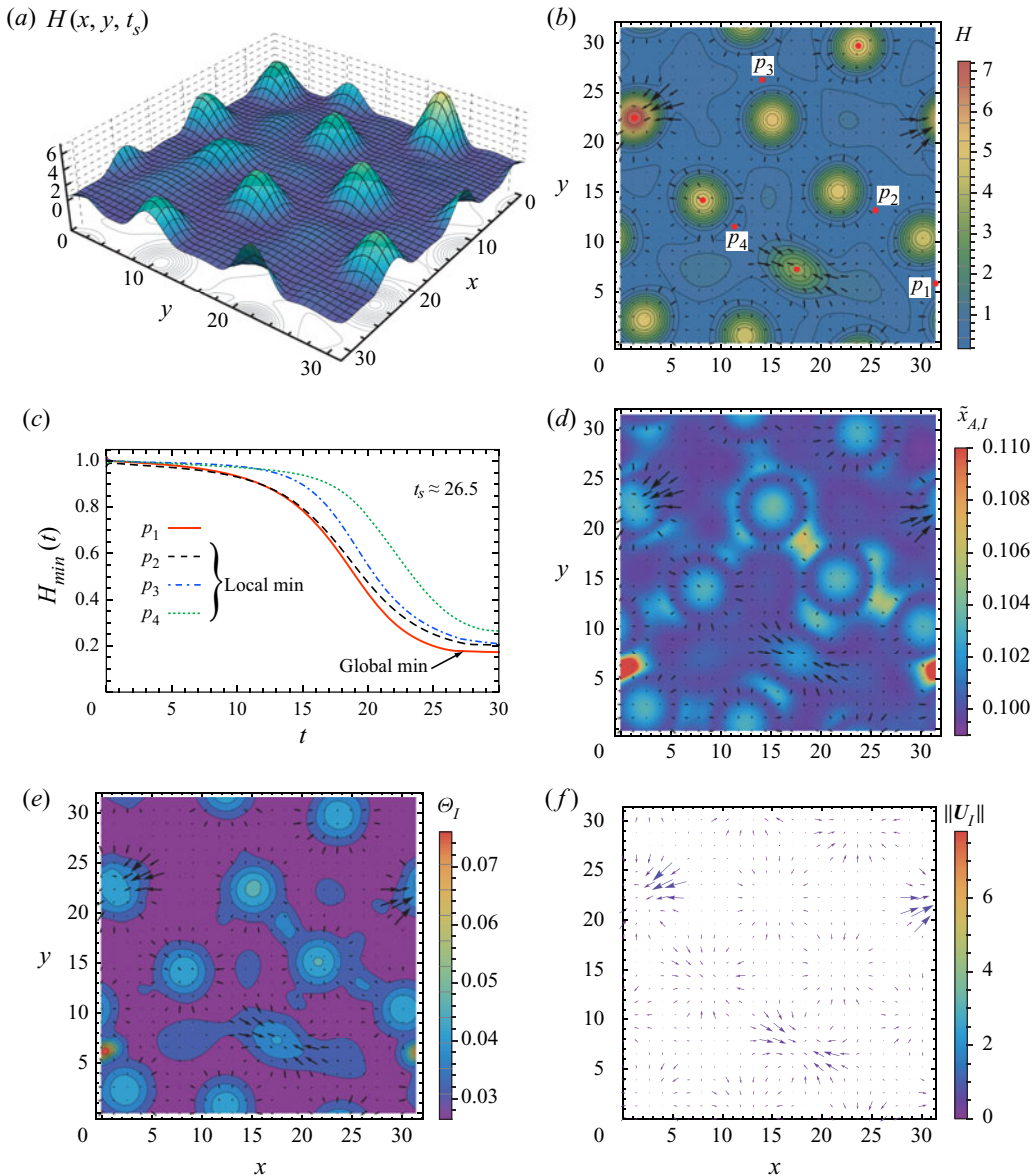 (a) H(x, y, t_s)
6
4
2
0
0
10
20
30
y
0
10
20
30
x
(b)
H
30
25
20
15
10
5
0
y
0 5 10 15 20 25 30
p_3
p_2
p_4
p_1
7
6
5
4
3
2
1
(c)
1.0
0.8
0.6
0.4
0.2
H_min(t)
t_s ≈ 26.5
p_1
p_2
p_3
p_4
Local min
Global min
0 5 10 15 20 25 30
t
(d)
x̃_{A,I}
30
25
20
15
10
5
0
y
0 5 10 15 20 25 30
0.110
0.108
0.106
0.104
0.102
0.100
(e)
Θ_I
30
25
20
15
10
5
0
y
0 5 10 15 20 25 30
x
0.07
0.06
0.05
0.04
0.03
(f)
||U_I||
30
25
20
15
10
5
0
0 5 10 15 20 25 30
x
6
4
2
0